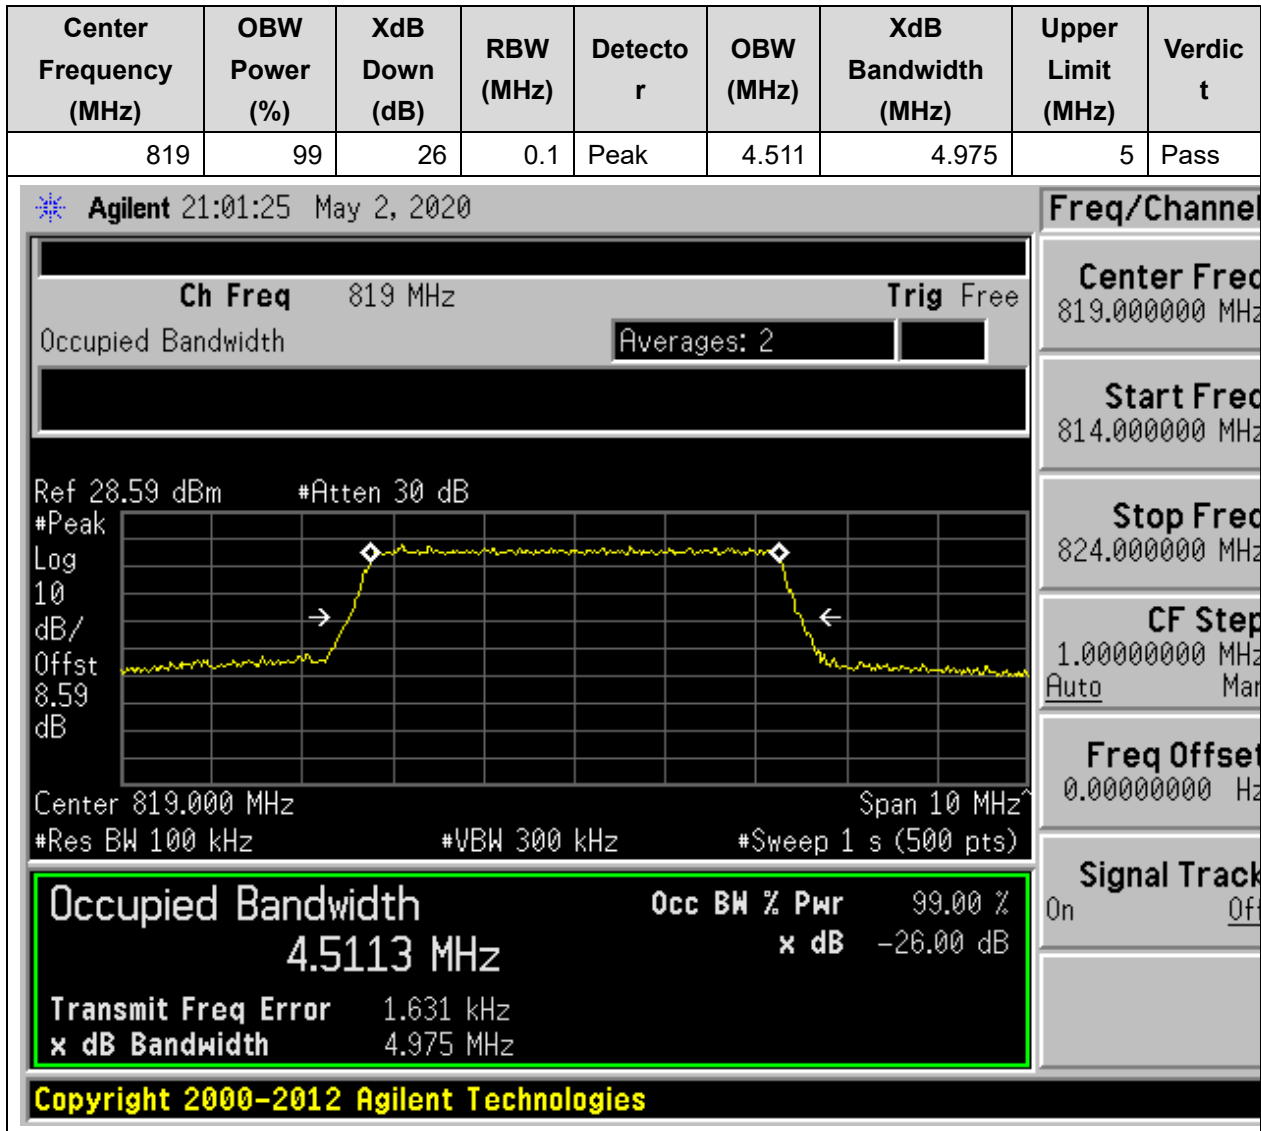 Center Frequency (MHz) OBW Power (%) XdB Down (dB) RBW (MHz) Detector OBW (MHz) XdB Bandwidth (MHz) Upper Limit (MHz) Verdict
819 99 26 0.1 Peak 4.511 4.975 5 Pass
Agilent 21:01:25 May 2, 2020
Freq/Channel
Ch Freq 819 MHz Trig Free
Occupied Bandwidth Averages: 2
Center Freq
819.000000 MHz
Start Freq
814.000000 MHz
Stop Freq
824.000000 MHz
CF Step
1.00000000 MHz
Auto Man
Freq Offset
0.00000000 Hz
Signal Track
On Off
Ref 28.59 dBm #Atten 30 dB
#Peak
Log
10
dB/
Offst
8.59
dB
Center 819.000 MHz Span 10 MHz^
#Res BW 100 kHz #VBW 300 kHz #Sweep 1 s (500 pts)
Occupied Bandwidth Occ BW % Pwr 99.00 %
4.5113 MHz x dB -26.00 dB
Transmit Freq Error 1.631 kHz
x dB Bandwidth 4.975 MHz
Copyright 2000-2012 Agilent Technologies